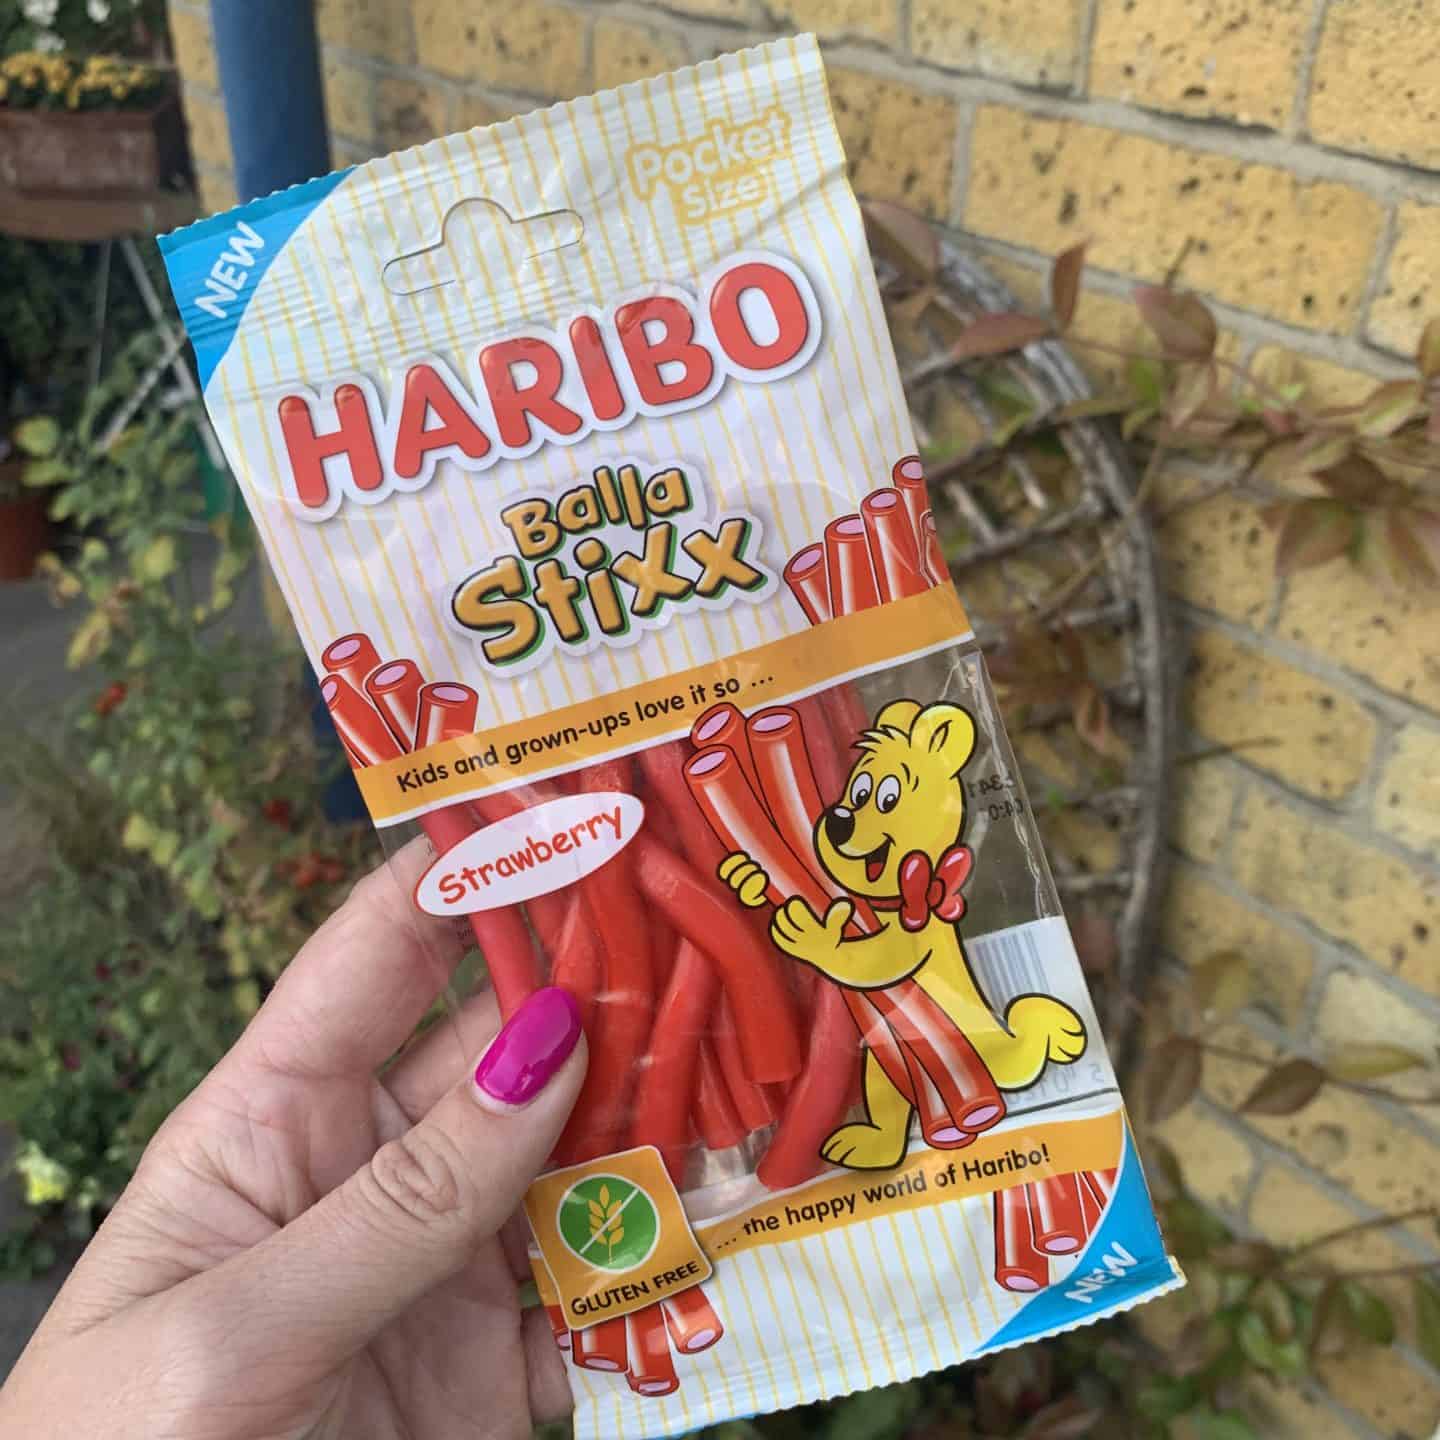 NEW
Pocket
Size
HARIBO
Balla
Stixx
Kids and grown-ups love it so ...
Strawberry
... the happy world of Haribo!
GLUTEN FREE
NEW